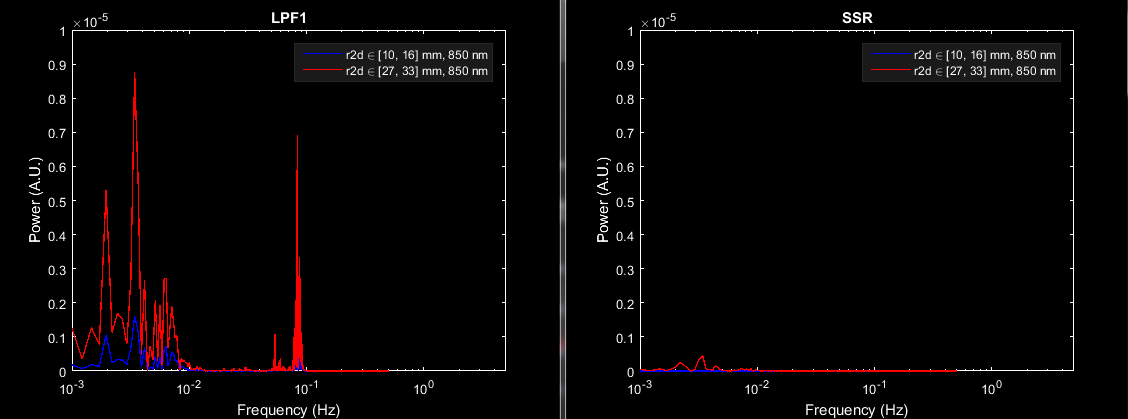 LPF1
×10^-5
1
0.9
0.8
0.7
0.6
0.5
0.4
0.3
0.2
0.1
0
Power (A.U.)
r2d ∈ [10, 16] mm, 850 nm
r2d ∈ [27, 33] mm, 850 nm
10^-3 10^-2 10^-1 10^0
Frequency (Hz)
SSR
×10^-5
1
0.9
0.8
0.7
0.6
0.5
0.4
0.3
0.2
0.1
0
Power (A.U.)
r2d ∈ [10, 16] mm, 850 nm
r2d ∈ [27, 33] mm, 850 nm
10^-3 10^-2 10^-1 10^0
Frequency (Hz)